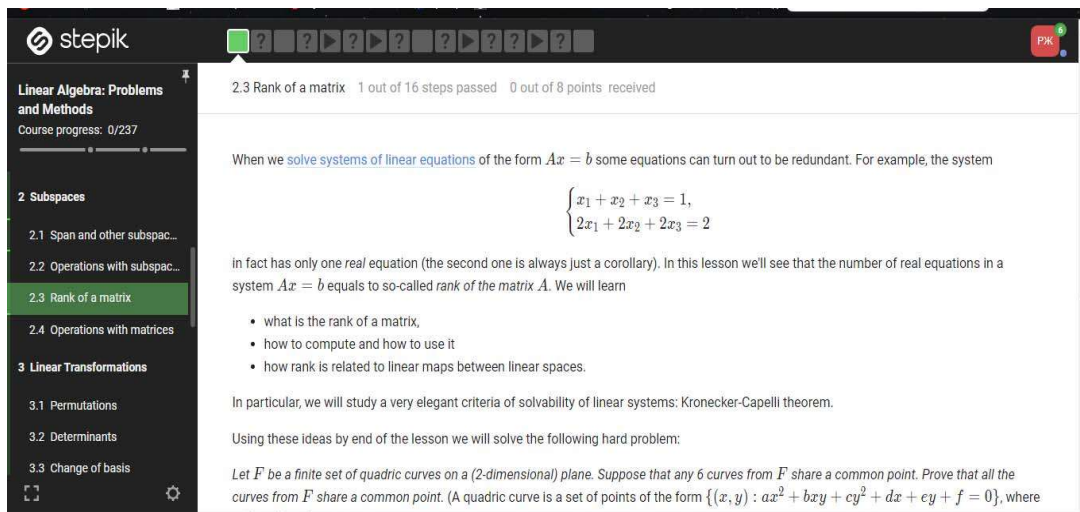 stepik
? ? ? ? ? ? ? ?
РЖ
6
Linear Algebra: Problems
and Methods
Course progress: 0/237
2 Subspaces
2.1 Span and other subspac...
2.2 Operations with subspac...
2.3 Rank of a matrix
2.4 Operations with matrices
3 Linear Transformations
3.1 Permutations
3.2 Determinants
3.3 Change of basis
2.3 Rank of a matrix 1 out of 16 steps passed 0 out of 8 points received
When we solve systems of linear equations of the form Ax = b some equations can turn out to be redundant. For example, the system
x₁ + x₂ + x₃ = 1,
2x₁ + 2x₂ + 2x₃ = 2
in fact has only one real equation (the second one is always just a corollary). In this lesson we'll see that the number of real equations in a
system Ax = b equals to so-called rank of the matrix A. We will learn
• what is the rank of a matrix,
• how to compute and how to use it
• how rank is related to linear maps between linear spaces.
In particular, we will study a very elegant criteria of solvability of linear systems: Kronecker-Capelli theorem.
Using these ideas by end of the lesson we will solve the following hard problem:
Let F be a finite set of quadric curves on a (2-dimensional) plane. Suppose that any 6 curves from F share a common point. Prove that all the
curves from F share a common point. (A quadric curve is a set of points of the form {(x, y) : ax² + bxy + cy² + dx + ey + f = 0}, where